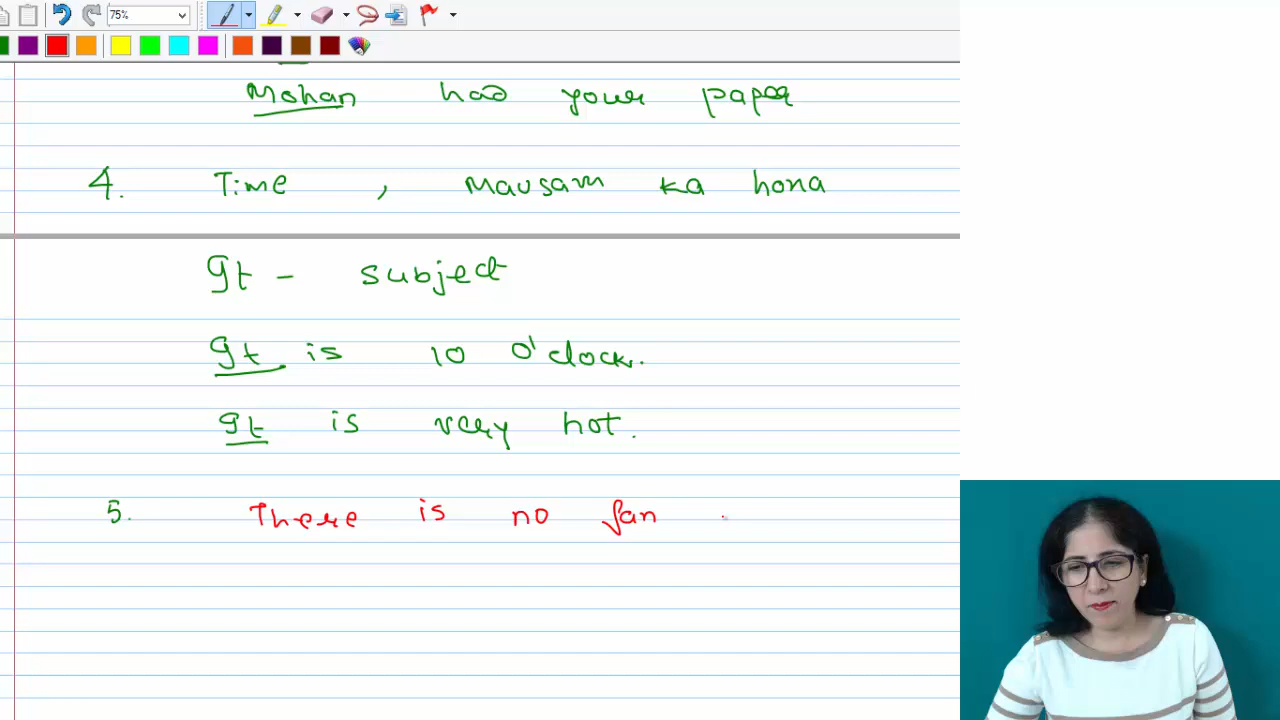 75%
Mohan had your paper
4. Time , Mausam ka hona
It - subject
It is 10 O'clock.
It is very hot.
5. There is no fan